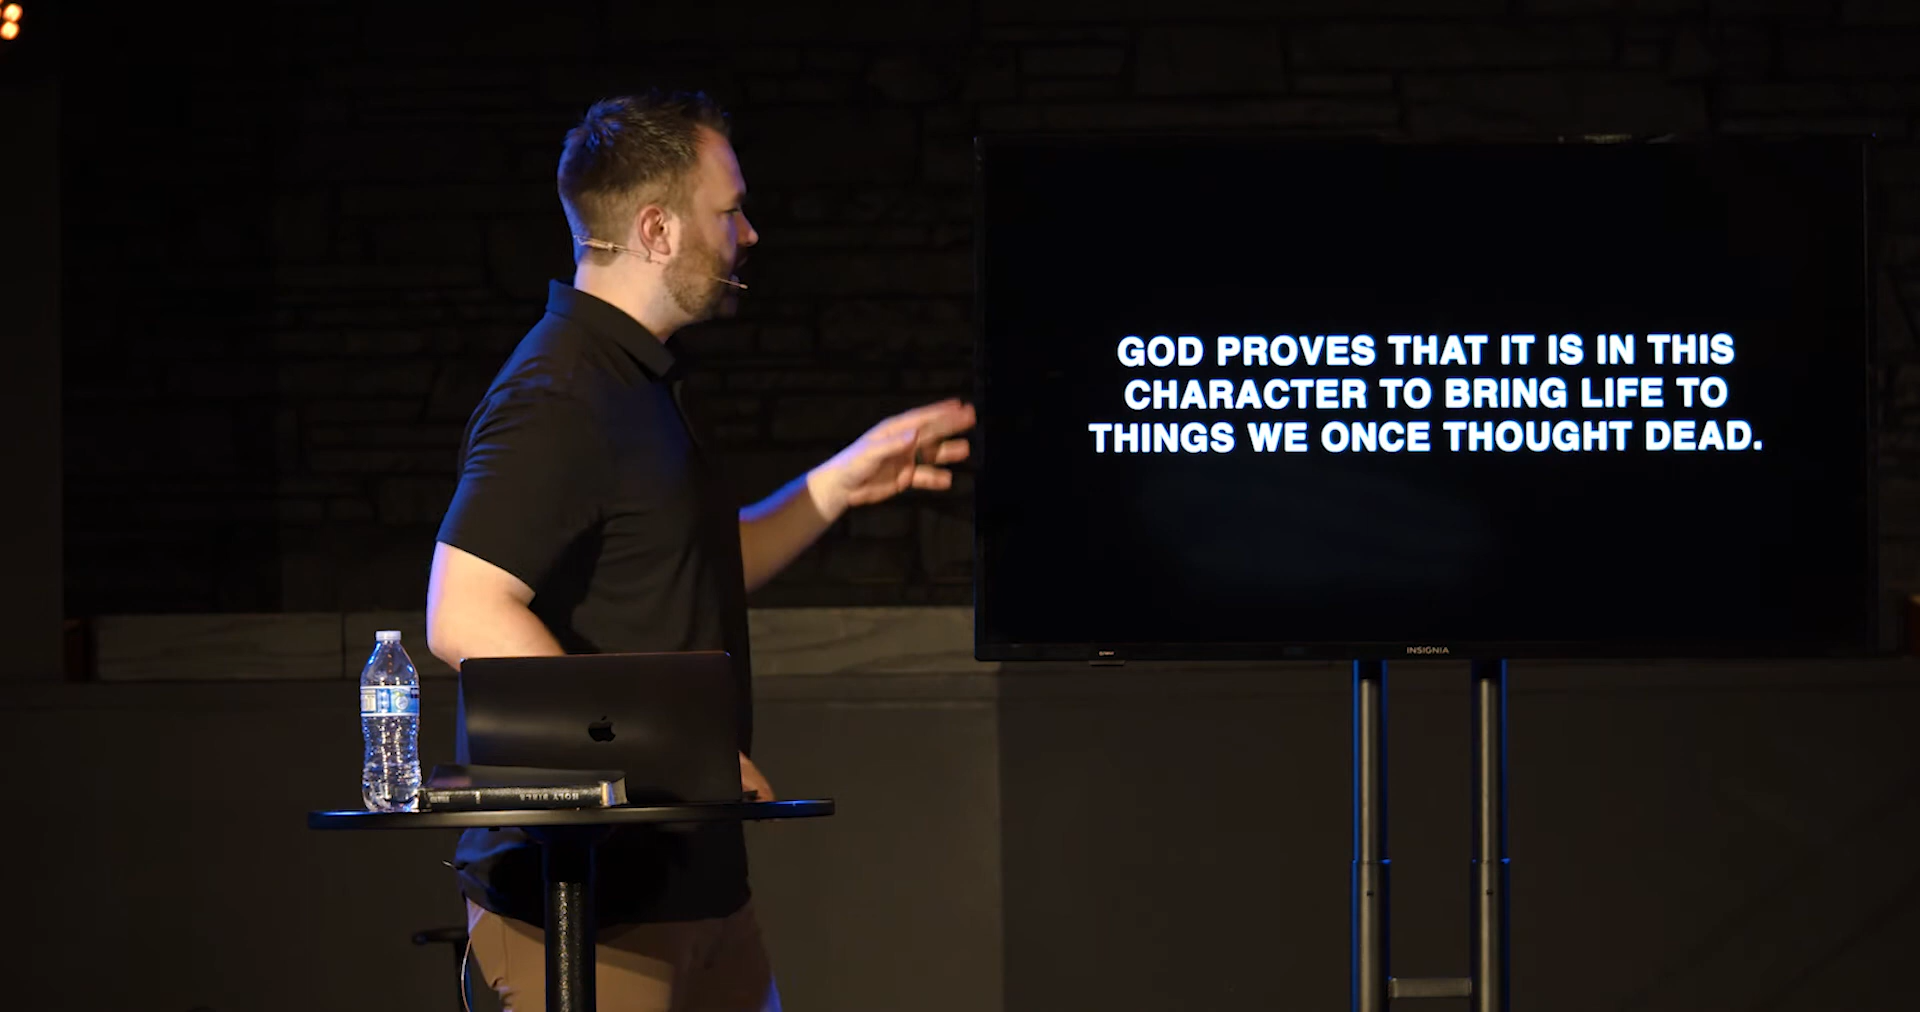 GOD PROVES THAT IT IS IN THIS
CHARACTER TO BRING LIFE TO
THINGS WE ONCE THOUGHT DEAD.
INSIGNIA
HOLY BIBLE